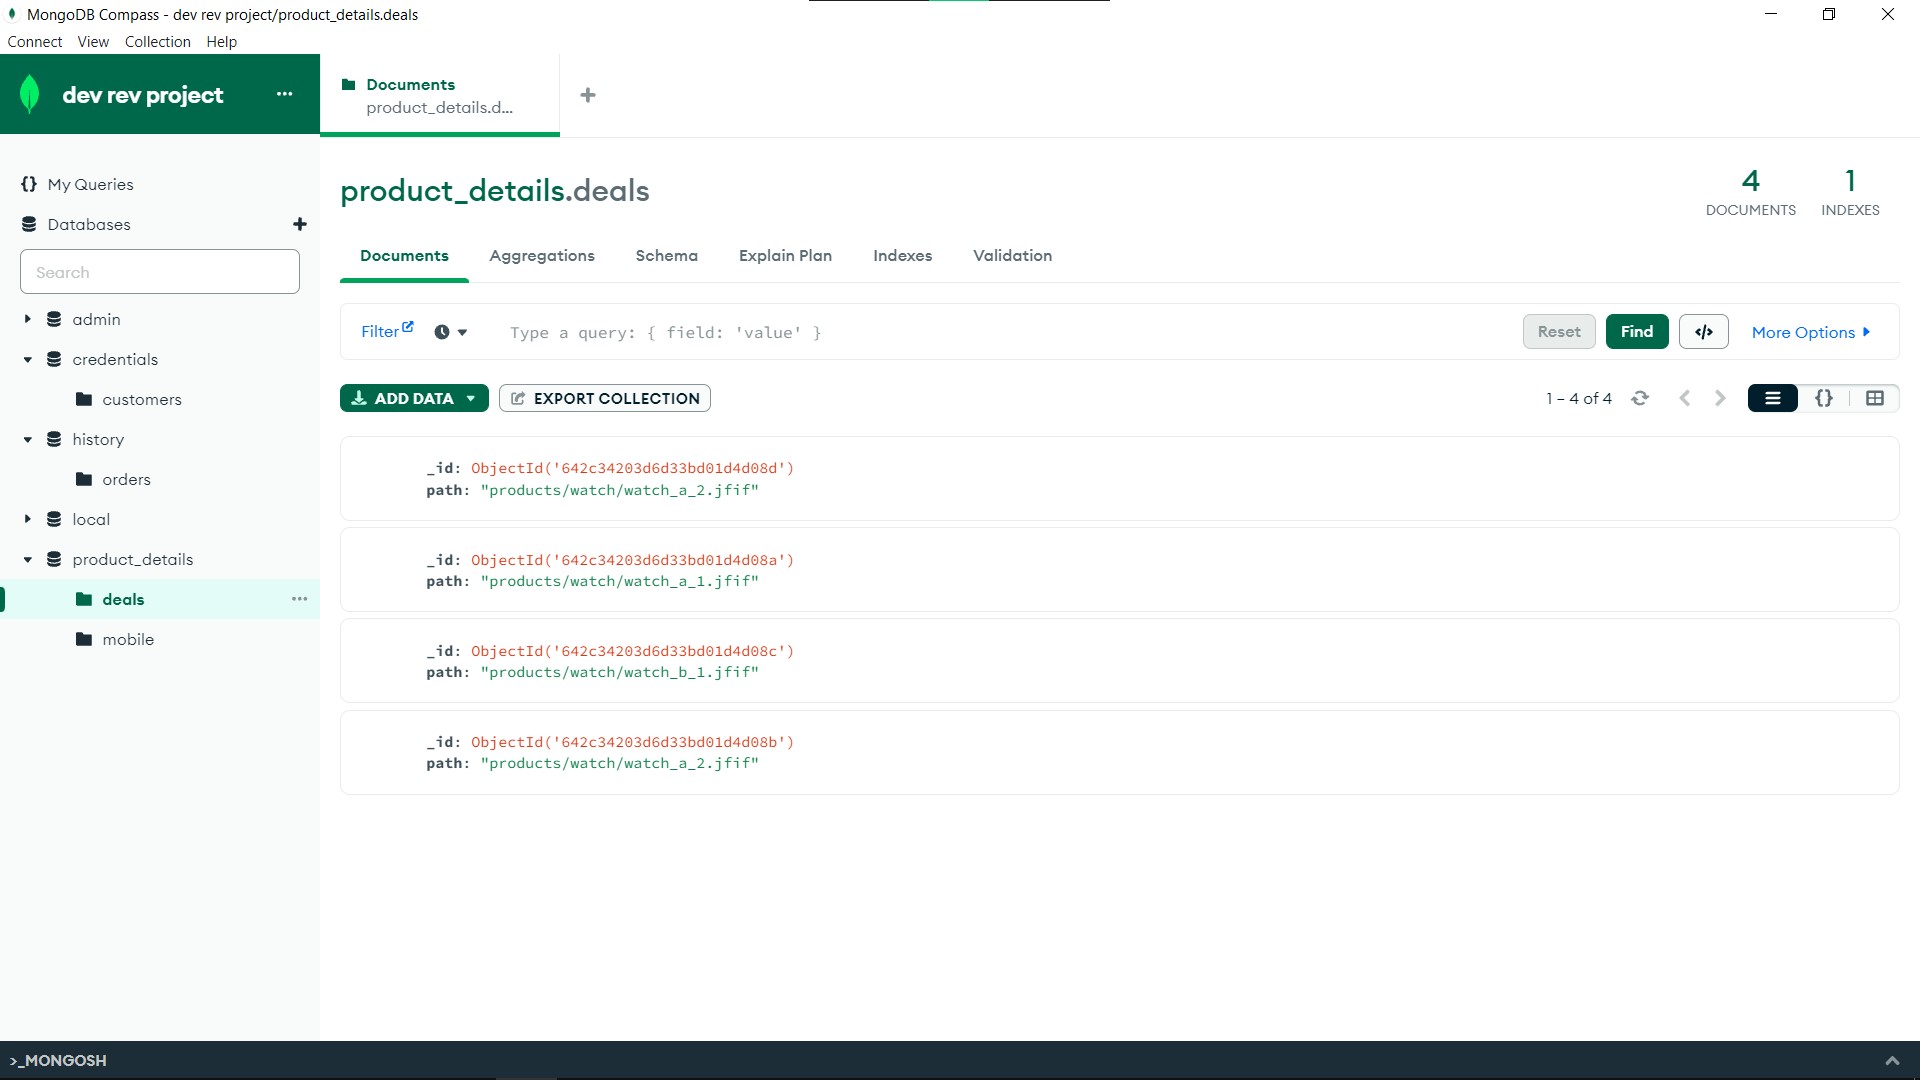 MongoDB Compass - dev rev project/product_details.deals
Connect View Collection Help
dev rev project
Documents
product_details.d...
My Queries
Databases
Search
admin
credentials
customers
history
orders
local
product_details
deals
mobile
product_details.deals
4
DOCUMENTS
1
INDEXES
Documents Aggregations Schema Explain Plan Indexes Validation
Filter Type a query: { field: 'value' } Reset Find </> More Options
ADD DATA EXPORT COLLECTION 1 – 4 of 4 {}
_id: ObjectId('642c34203d6d33bd01d4d08d')
path: "products/watch/watch_a_2.jfif"
_id: ObjectId('642c34203d6d33bd01d4d08a')
path: "products/watch/watch_a_1.jfif"
_id: ObjectId('642c34203d6d33bd01d4d08c')
path: "products/watch/watch_b_1.jfif"
_id: ObjectId('642c34203d6d33bd01d4d08b')
path: "products/watch/watch_a_2.jfif"
>_MONGOSH